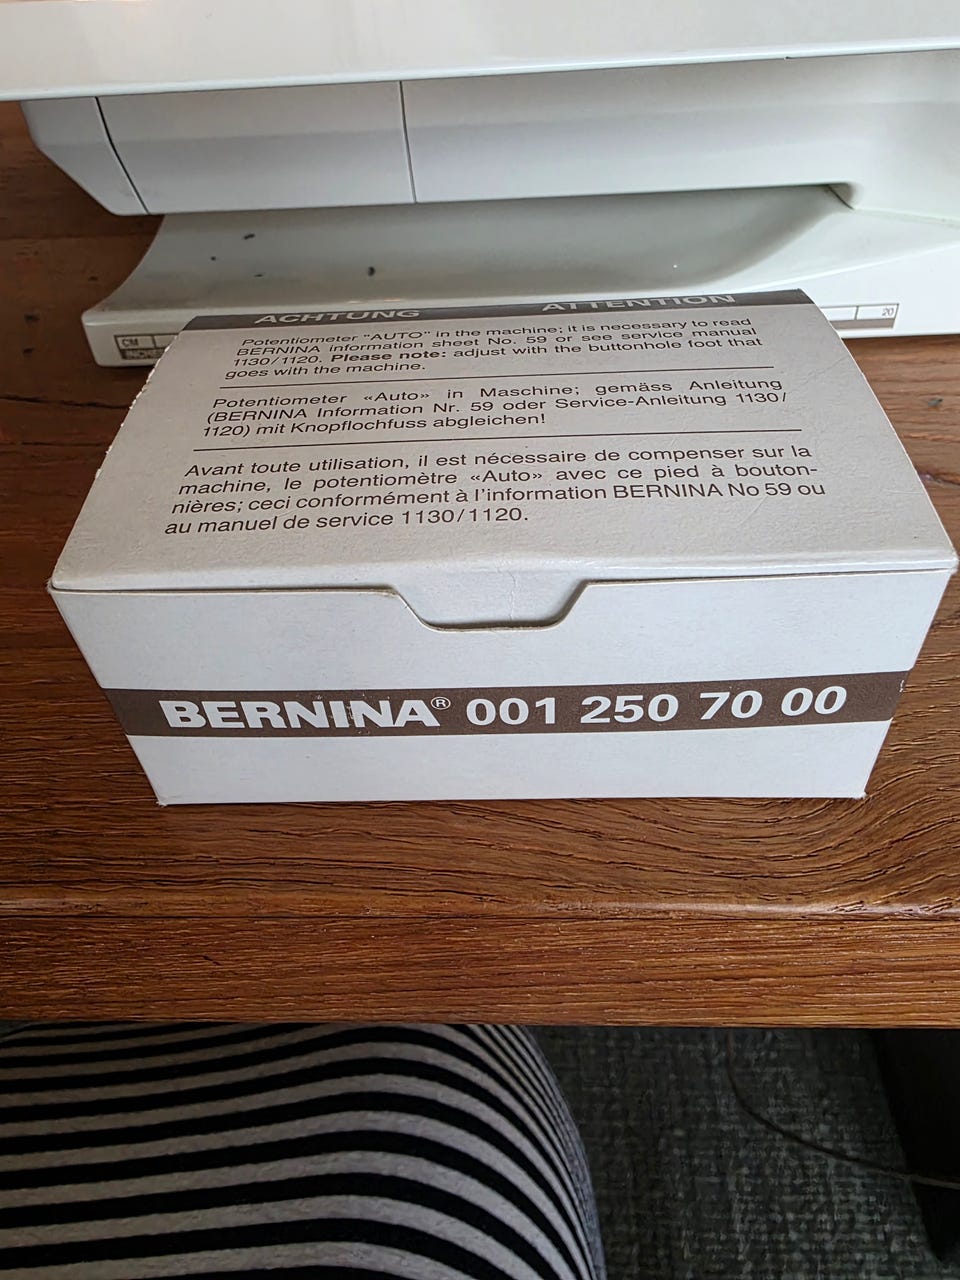 CM
20
ACHTUNG ATTENTION
Potentiometer "AUTO" in the machine; it is necessary to read
BERNINA information sheet No. 59 or see service manual
1130/1120. Please note: adjust with the buttonhole foot that
goes with the machine.
Potentiometer «Auto» in Maschine; gemäss Anleitung
(BERNINA Information Nr. 59 oder Service-Anleitung 1130/
1120) mit Knopflochfuss abgleichen!
Avant toute utilisation, il est nécessaire de compenser sur la
machine, le potentiomètre «Auto» avec ce pied à bouton-
nières; ceci conformément à l'information BERNINA No 59 ou
au manuel de service 1130/1120.
BERNINA® 001 250 70 00